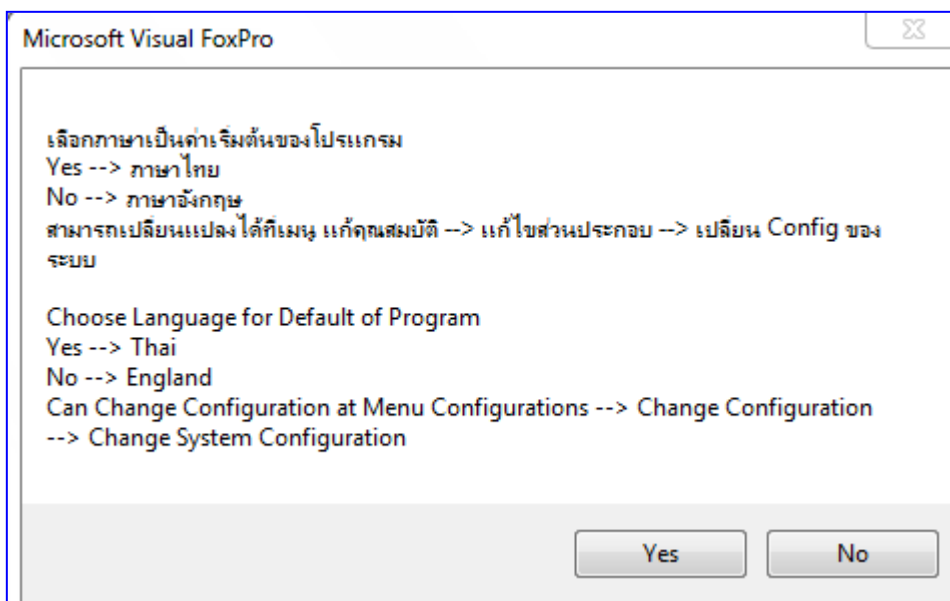 Microsoft Visual FoxPro
เลือกภาษาเป็นค่าเริ่มต้นของโปรแกรม
Yes --> ภาษาไทย
No --> ภาษาอังกฤษ
สามารถเปลี่ยนแปลงได้ที่เมนู แก้คุณสมบัติ --> แก้ไขส่วนประกอบ --> เปลี่ยน Config ของ
ระบบ
Choose Language for Default of Program
Yes --> Thai
No --> England
Can Change Configuration at Menu Configurations --> Change Configuration
--> Change System Configuration
Yes
No